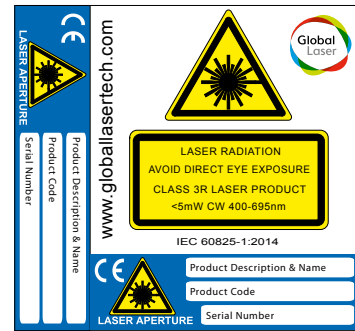 LASER APERTURE
CE
Serial Number
Product Code
Product Description & Name
www.globallasertech.com
Global
Laser
LASER RADIATION
AVOID DIRECT EYE EXPOSURE
CLASS 3R LASER PRODUCT
<5mW CW 400-695nm
IEC 60825-1:2014
CE
LASER APERTURE
Product Description & Name
Product Code
Serial Number